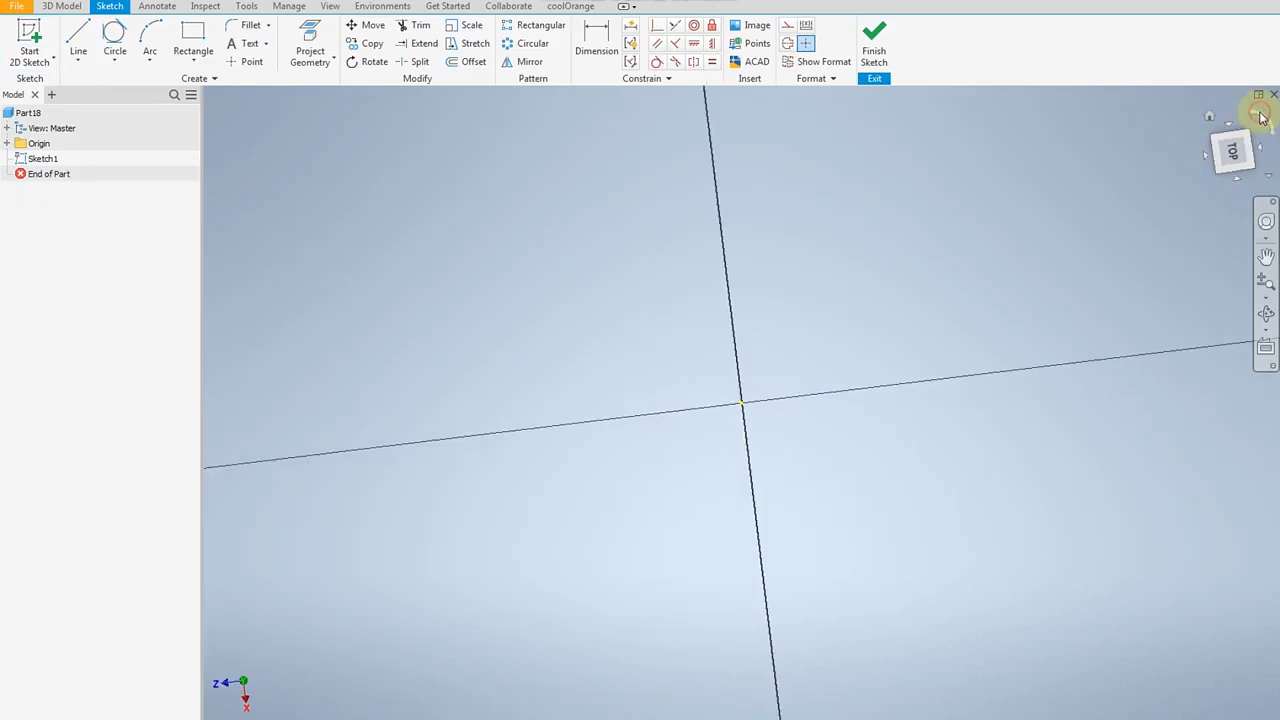 File 3D Model Sketch Annotate Inspect Tools Manage View Environments Get Started Collaborate coolOrange
Start 2D Sketch Line Circle Arc Rectangle Fillet Text Point Project Geometry Move Copy Rotate Trim Extend Split Scale Stretch Offset Rectangular Circular Mirror Dimension Image Points ACAD Show Format Finish Sketch
Sketch Create Modify Pattern Constrain Insert Format Exit
Model
Part18
View: Master
Origin
Sketch1
End of Part
TOP
Z
X